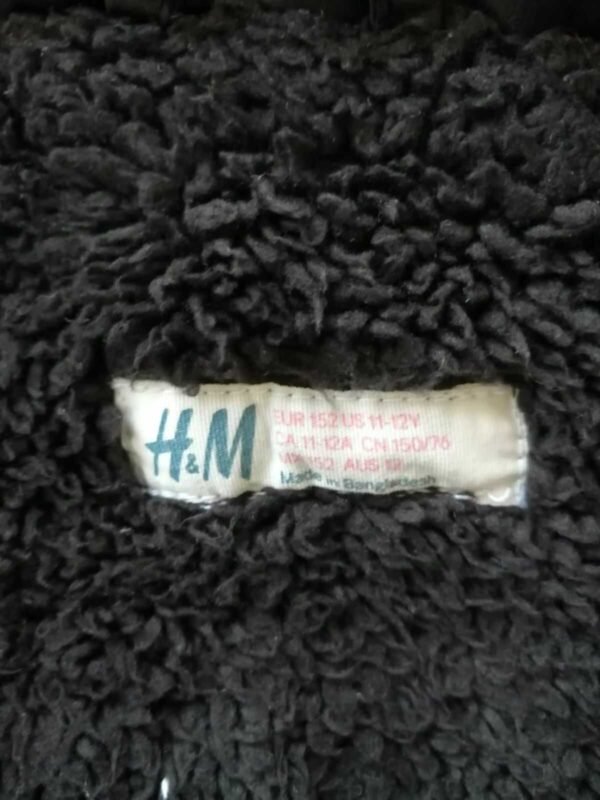 H&M
EUR 152 US 11-12Y
CA 11-12A CN 150/76
MX 152 AUS 12
Made in Bangladesh